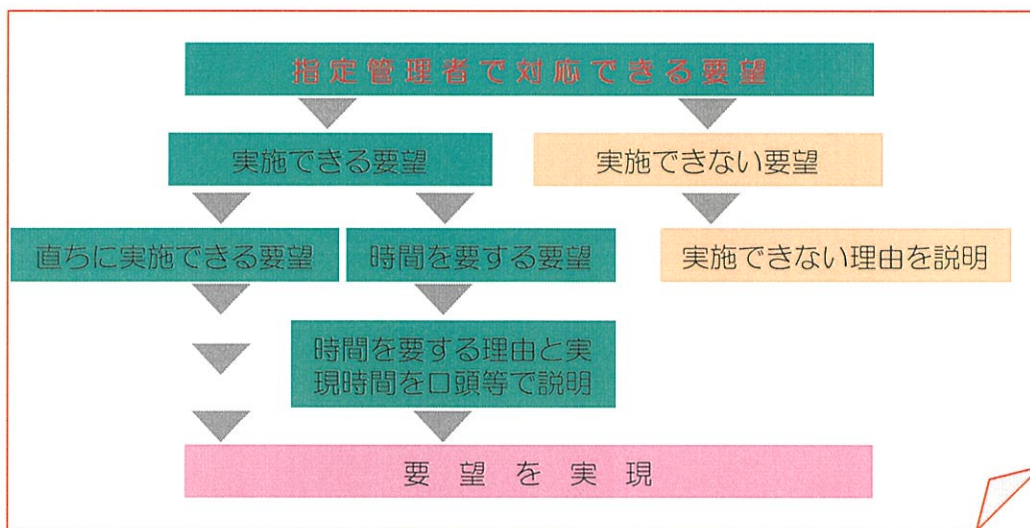 指定管理者で対応できる要望
実施できる要望
実施できない要望
直ちに実施できる要望
時間を要する要望
実施できない理由を説明
時間を要する理由と実
現時間を口頭等で説明
要望を実現